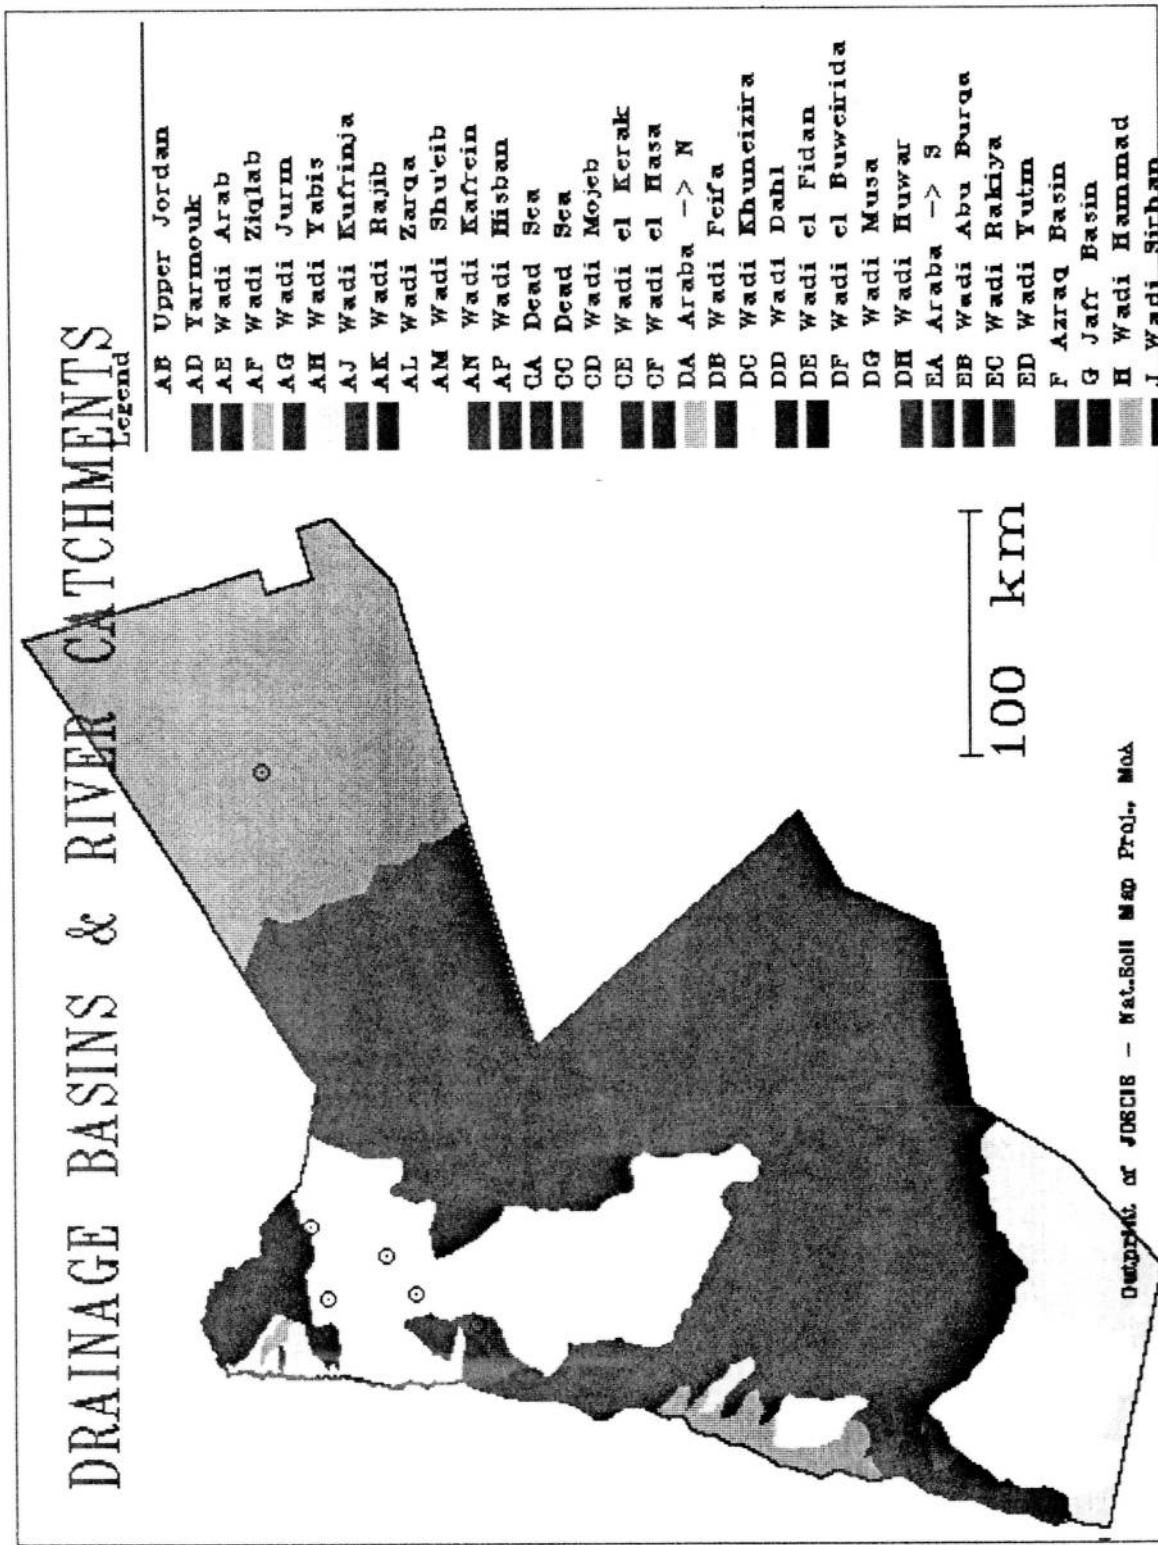 DRAINAGE BASINS & RIVER CATCHMENTS
Legend
AB Upper Jordan
AD Yarmouk
AE Wadi Arab
AF Wadi Ziqlab
AG Wadi Jurm
AH Wadi Yabis
AJ Wadi Kufrinja
AK Wadi Rajib
AL Wadi Zarqa
AM Wadi Shu'eib
AN Wadi Kafrein
AP Wadi Hisban
CA Dead Sea
CC Dead Sea
CD Wadi Mojeb
CE Wadi el Kerak
CF Wadi el Hasa
DA Araba -> N
DB Wadi Feifa
DC Wadi Khuneizira
DD Wadi Dahl
DE Wadi el Fidan
DF Wadi el Buweirida
DG Wadi Musa
DH Wadi Huwar
EA Araba -> S
EB Wadi Abu Burqa
EC Wadi Rakiya
ED Wadi Yutm
F Azraq Basin
G Jafr Basin
H Wadi Hammad
J Wadi Sirhan
100 km
Outprint of JOSCIS - Nat.Soil Map Proj., MoA